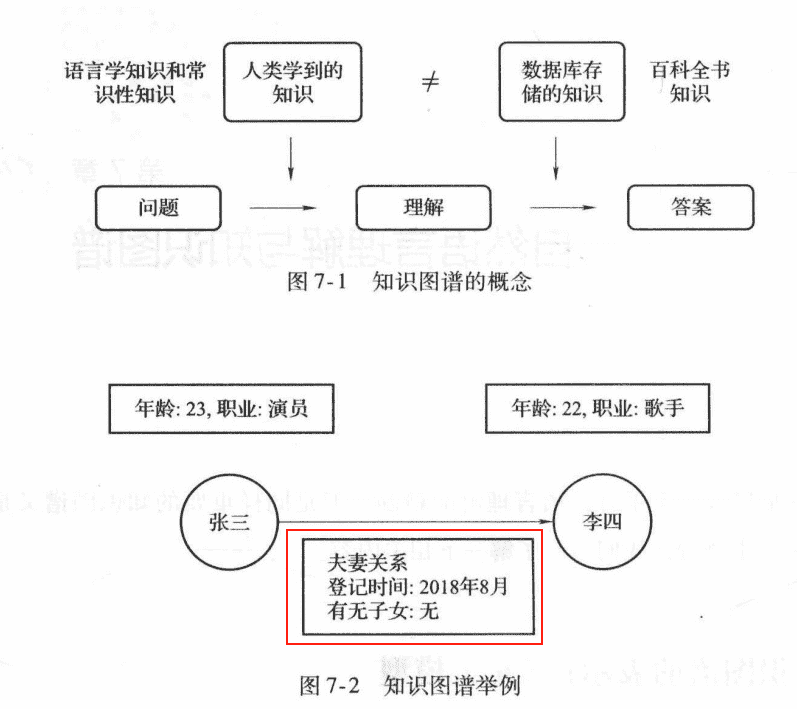 语言学知识和常
识性知识
人类学到的
知识
≠
数据库存
储的知识
百科全书
知识
问题
理解
答案
图 7-1 知识图谱的概念
年龄: 23, 职业: 演员
年龄: 22, 职业: 歌手
张三
李四
夫妻关系
登记时间: 2018年8月
有无子女: 无
图 7-2 知识图谱举例